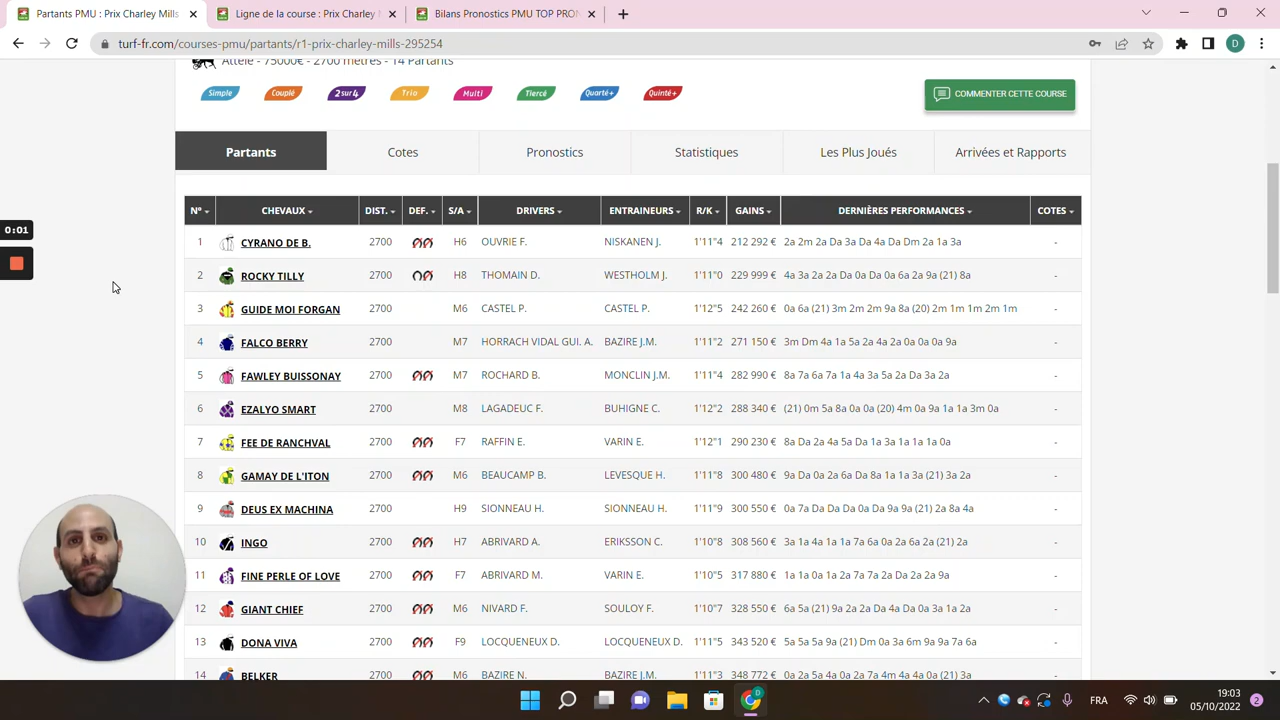 Partants PMU : Prix Charley Mills
Ligne de la course : Prix Charley M
Bilans Pronostics PMU TOP PRON
turf-fr.com/courses-pmu/partants/r1-prix-charley-mills-295254
D
Attelé - 75000€ - 2700 mètres - 14 Partants
Simple Couplé 2 sur 4 Trio Multi Tiercé Quarté+ Quinté+
COMMENTER CETTE COURSE
Partants Cotes Pronostics Statistiques Les Plus Joués Arrivées et Rapports
N° CHEVAUX DIST. DEF. S/A DRIVERS ENTRAINEURS R/K GAINS DERNIÈRES PERFORMANCES COTES
0:01
1 CYRANO DE B. 2700 H6 OUVRIE F. NISKANEN J. 1'11"4 212 292 € 2a 2m 2a Da 3a Da 4a Da Dm 2a 1a 3a -
2 ROCKY TILLY 2700 H8 THOMAIN D. WESTHOLM J. 1'11"0 229 999 € 4a 3a 2a 2a Da 0a Da 0a 6a 2a 9a (21) 8a -
3 GUIDE MOI FORGAN 2700 M6 CASTEL P. CASTEL P. 1'12"5 242 260 € 0a 6a (21) 3m 2m 2m 9a 8a (20) 2m 1m 1m 2m 1m -
4 FALCO BERRY 2700 M7 HORRACH VIDAL GUI. A. BAZIRE J.M. 1'11"2 271 150 € 3m Dm 4a 1a 5a 2a 4a 2a 0a 0a 0a 9a -
5 FAWLEY BUISSONAY 2700 M7 ROCHARD B. MONCLIN J.M. 1'11"4 282 990 € 8a 7a 6a 7a 1a 4a 3a 5a 2a Da 3a 2a -
6 EZALYO SMART 2700 M8 LAGADEUC F. BUHIGNE C. 1'12"2 288 340 € (21) 0m 5a 8a 0a 0a (20) 4m 0a 9a 1a 1a 3m 0a -
7 FEE DE RANCHVAL 2700 F7 RAFFIN E. VARIN E. 1'12"1 290 230 € 8a Da 2a 4a 5a Da 1a 3a 1a 1a 1a 0a -
8 GAMAY DE L'ITON 2700 M6 BEAUCAMP B. LEVESQUE H. 1'11"8 300 480 € 9a Da 0a 2a 6a Da 8a 1a 1a 3a (21) 3a 2a -
9 DEUS EX MACHINA 2700 H9 SIONNEAU H. SIONNEAU H. 1'11"9 300 550 € 0a 7a Da Da Da 0a Da 9a 9a (21) 2a 8a 4a -
10 INGO 2700 H7 ABRIVARD A. ERIKSSON C. 1'10"8 308 560 € 3a 1a 4a 1a 1a 7a 6a 0a 2a 6a 2a (21) 2a -
11 FINE PERLE OF LOVE 2700 F7 ABRIVARD M. VARIN E. 1'10"5 317 880 € 1a 1a 0a 1a 2a 7a 7a 2a Da 2a 2a 9a -
12 GIANT CHIEF 2700 M6 NIVARD F. SOULOY F. 1'10"7 328 550 € 6a 5a (21) 9a 2a 2a Da 4a Da 0a 8a 1a 2a -
13 DONA VIVA 2700 F9 LOCQUENEUX D. LOCQUENEUX D. 1'11"5 343 520 € 5a 5a 5a 9a (21) Dm 0a 3a 6m 9a 9a 7a 6a -
14 BELKER 2700 H6 BAZIRE N. BAZIRE J.M. 348 772 € 0a 2a 5a 4a 0a 2a 7a 4m 4a 4a 0a (21) 2a -
FRA
19:03
05/10/2022
2